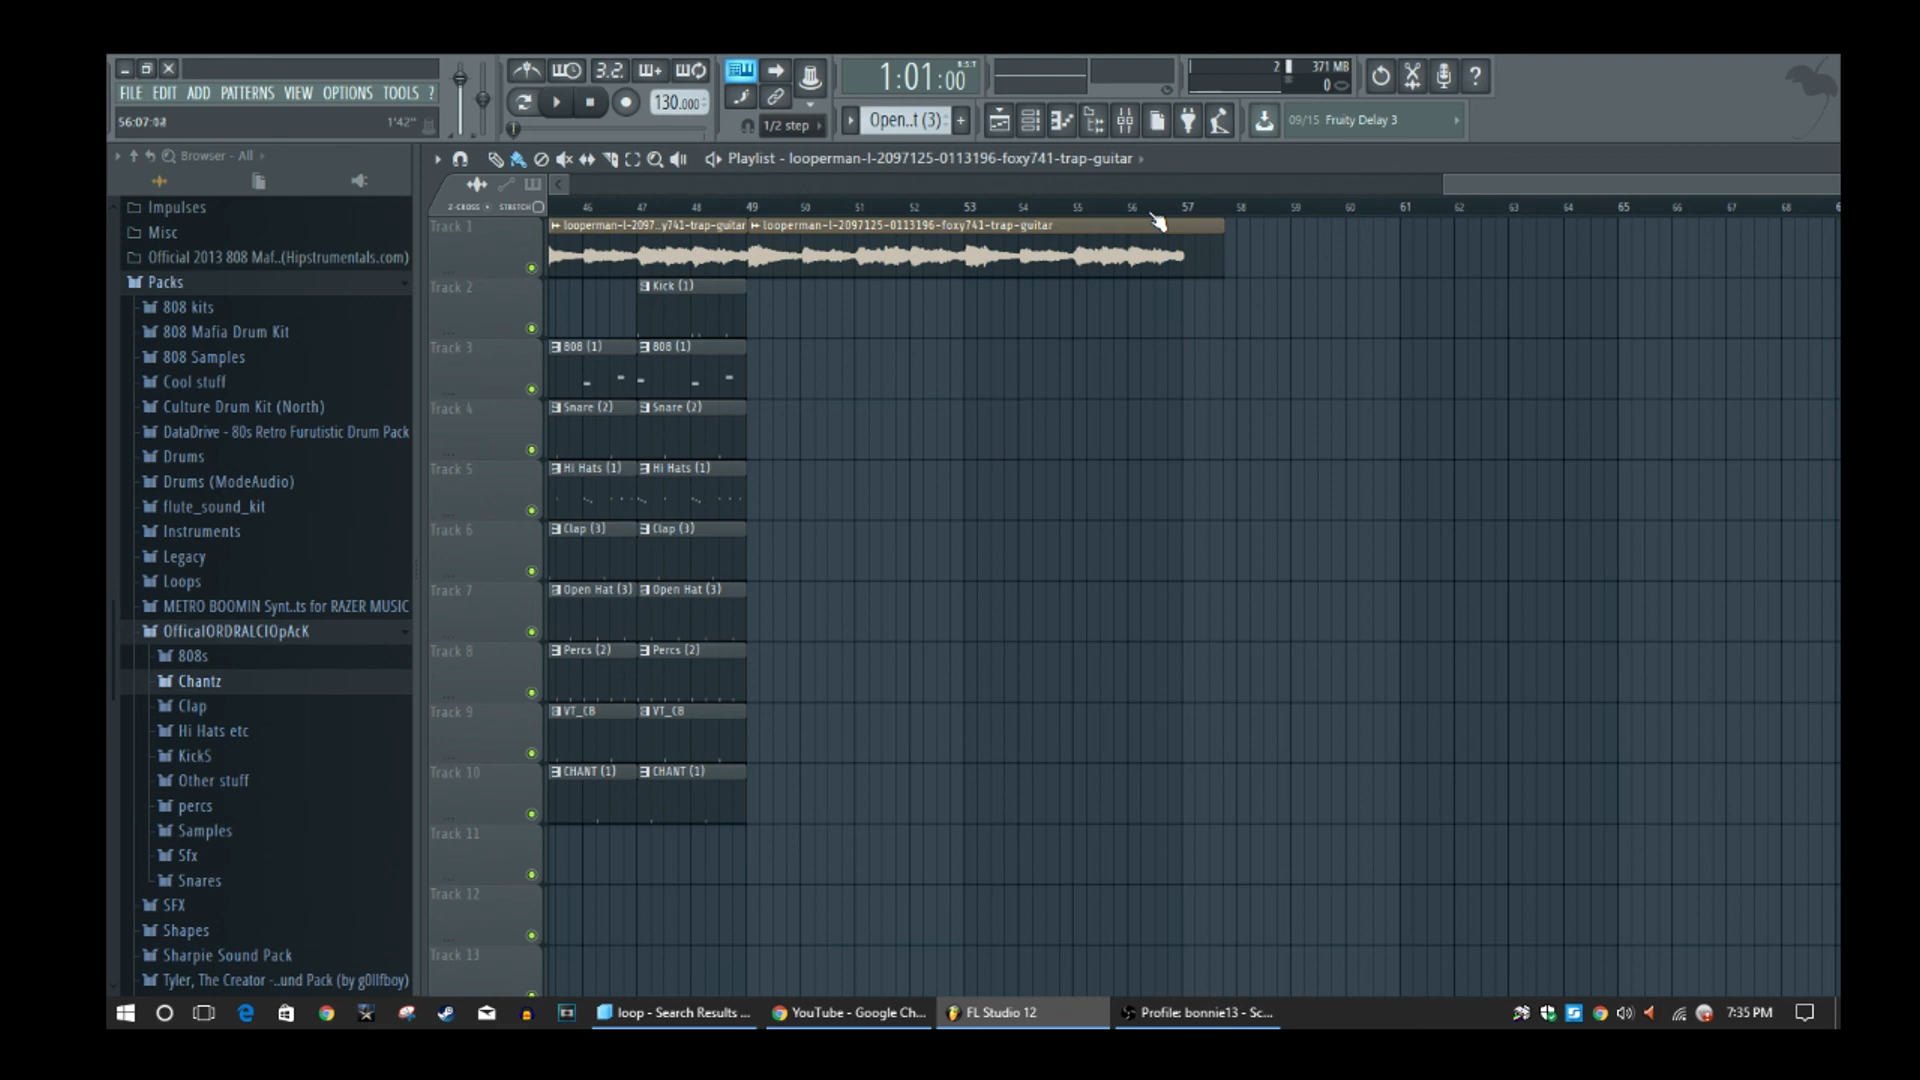 FILE EDIT ADD PATTERNS VIEW OPTIONS TOOLS ?
1'42"
3.2.
130.000
1/2 step
1:01:00
Open..t (3)
2
371 MB
0
09/15 Fruity Delay 3
Browser - All
Playlist - looperman-l-2097125-0113196-foxy741-trap-guitar
Impulses
Misc
Official 2013 808 Maf..(Hipstrumentals.com)
Packs
808 kits
808 Mafia Drum Kit
808 Samples
Cool stuff
Culture Drum Kit (North)
DataDrive - 80s Retro Furutistic Drum Pack
Drums
Drums (ModeAudio)
flute_sound_kit
Instruments
Legacy
Loops
METRO BOOMIN Synt..ts for RAZER MUSIC
OfficalORDRALCIOpAcK
808s
Chantz
Clap
Hi Hats etc
KickS
Other stuff
percs
Samples
Sfx
Snares
SFX
Shapes
Sharpie Sound Pack
Tyler, The Creator -..und Pack (by g0llfboy)
Z-CROSS STRETCH
46 47 48 49 50 51 52 53 54 55 56 57 58 59 60 61 62 63 64 65 66 67 68
Track 1
looperman-l-2097..y741-trap-guitar looperman-l-2097125-0113196-foxy741-trap-guitar
Track 2
Kick (1)
Track 3
808 (1) 808 (1)
Track 4
Snare (2) Snare (2)
Track 5
Hi Hats (1) Hi Hats (1)
Track 6
Clap (3) Clap (3)
Track 7
Open Hat (3) Open Hat (3)
Track 8
Percs (2) Percs (2)
Track 9
VT_CB VT_CB
Track 10
CHANT (1) CHANT (1)
Track 11
Track 12
Track 13
loop - Search Results ...
YouTube - Google Ch...
FL Studio 12
Profile: bonnie13 - Sc...
7:35 PM